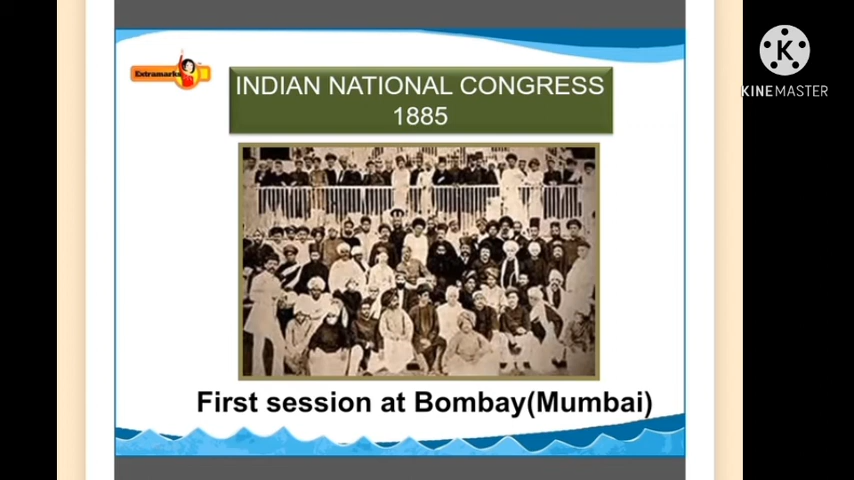 Extramarks
INDIAN NATIONAL CONGRESS
1885
First session at Bombay(Mumbai)
KINEMASTER